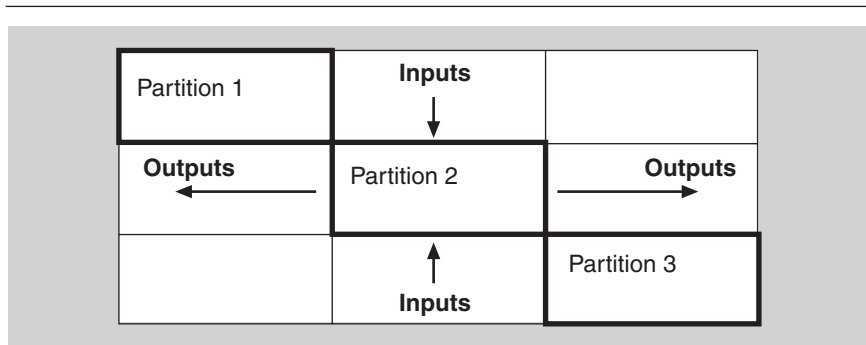 Partition 1
Inputs
Outputs
Partition 2
Outputs
Partition 3
Inputs